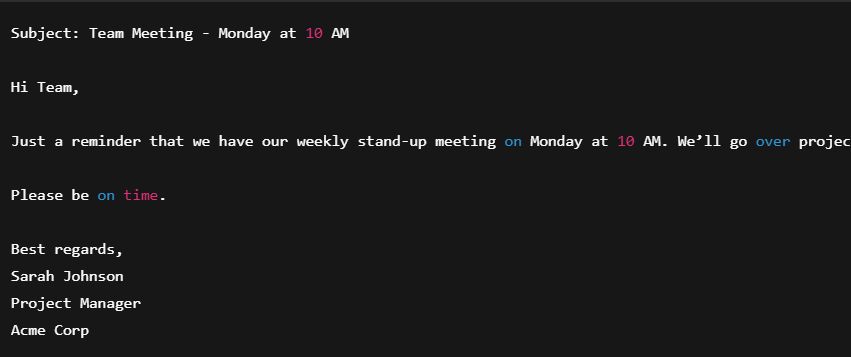 Subject: Team Meeting - Monday at 10 AM
Hi Team,
Just a reminder that we have our weekly stand-up meeting on Monday at 10 AM. We’ll go over projec
Please be on time.
Best regards,
Sarah Johnson
Project Manager
Acme Corp